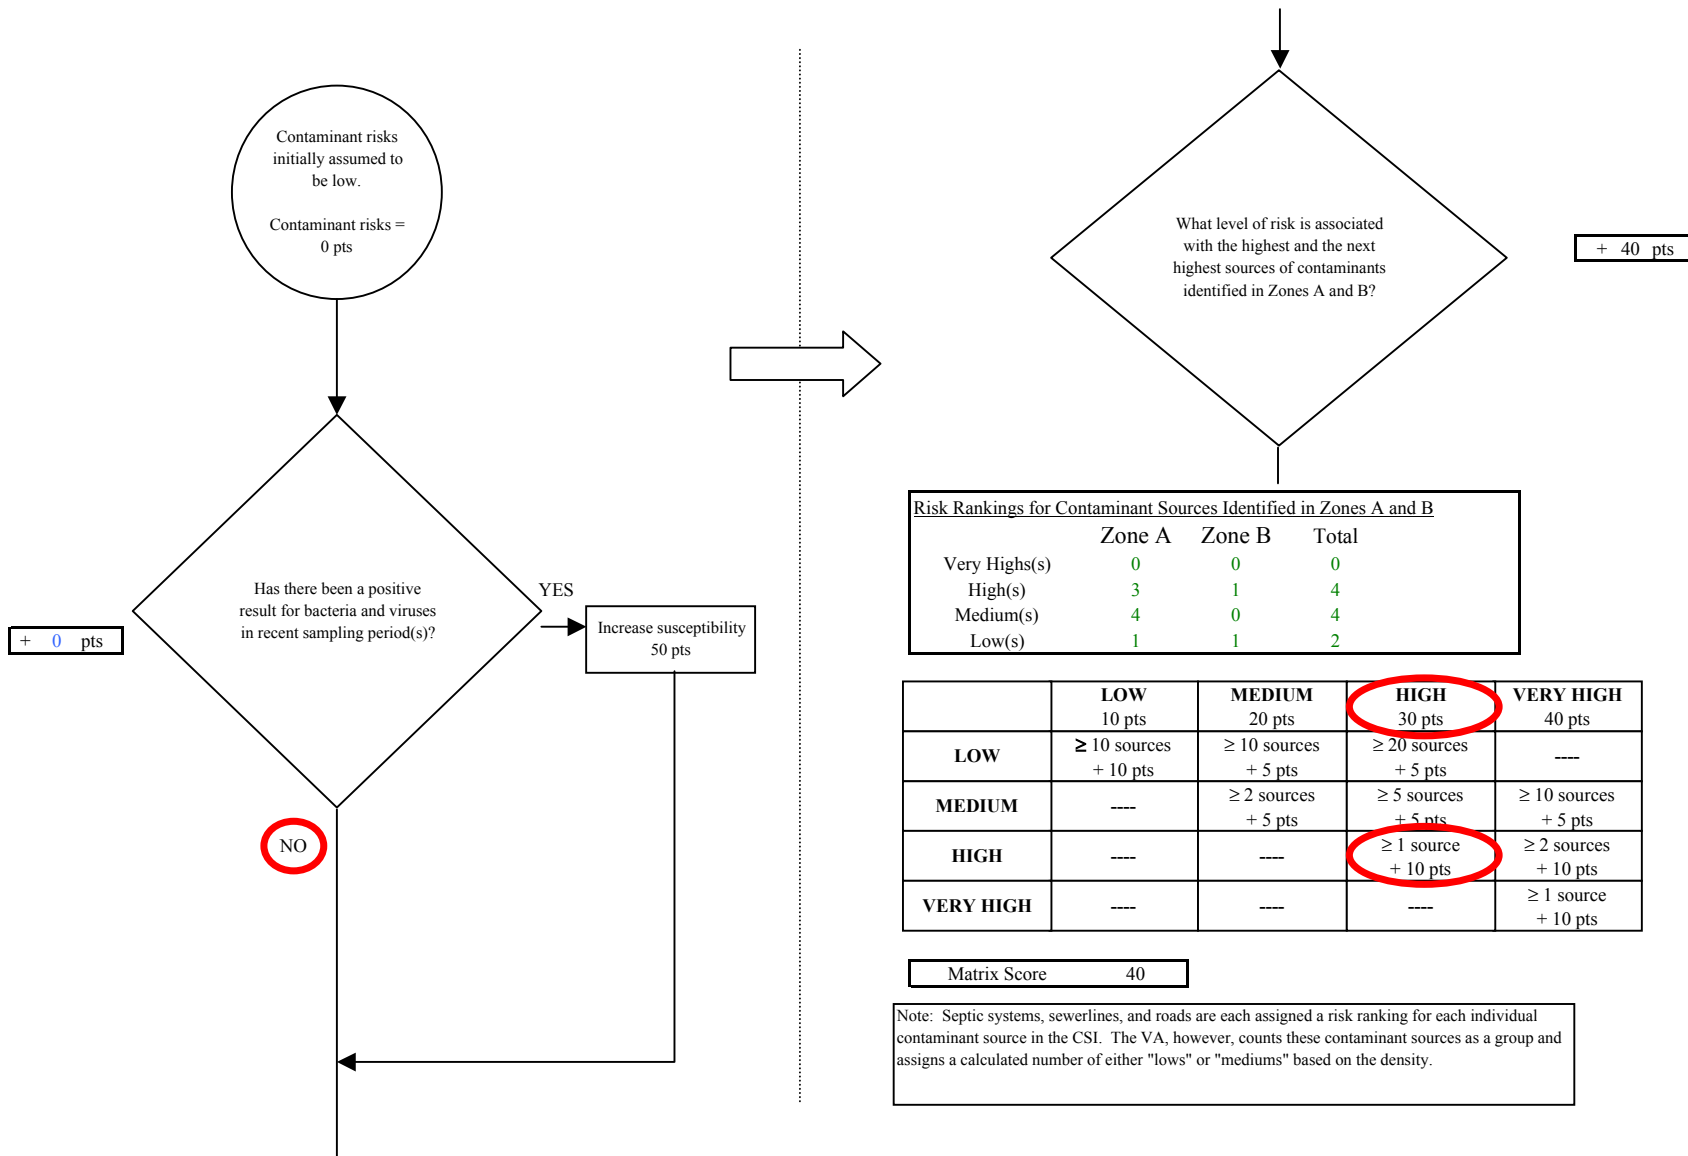 Contaminant risks
initially assumed to
be low.
Contaminant risks =
0 pts
Has there been a positive
result for bacteria and viruses
in recent sampling period(s)?
YES
+ 0 pts
Increase susceptibility
50 pts
NO
What level of risk is associated
with the highest and the next
highest sources of contaminants
identified in Zones A and B?
+ 40 pts
Risk Rankings for Contaminant Sources Identified in Zones A and B
Zone A Zone B Total
Very Highs(s) 0 0 0
High(s) 3 1 4
Medium(s) 4 0 4
Low(s) 1 1 2
LOW MEDIUM HIGH VERY HIGH
10 pts 20 pts 30 pts 40 pts
LOW ≥ 10 sources + 10 pts ≥ 10 sources + 5 pts ≥ 20 sources + 5 pts ----
MEDIUM ---- ≥ 2 sources + 5 pts ≥ 5 sources + 5 pts ≥ 10 sources + 5 pts
HIGH ---- ---- ≥ 1 source + 10 pts ≥ 2 sources + 10 pts
VERY HIGH ---- ---- ---- ≥ 1 source + 10 pts
Matrix Score 40
Note: Septic systems, sewerlines, and roads are each assigned a risk ranking for each individual
contaminant source in the CSI. The VA, however, counts these contaminant sources as a group and
assigns a calculated number of either "lows" or "mediums" based on the density.